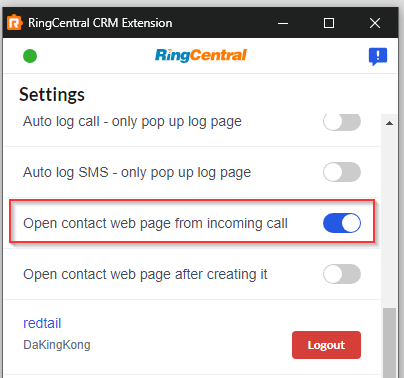 RingCentral CRM Extension
RingCentral
Settings
Auto log call - only pop up log page
Auto log SMS - only pop up log page
Open contact web page from incoming call
Open contact web page after creating it
redtail
DaKingKong
Logout